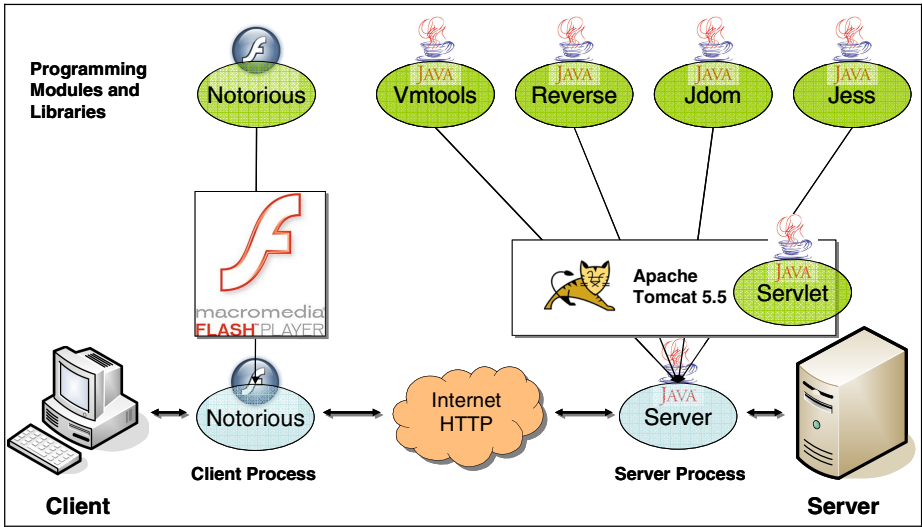 Programming
Modules and
Libraries
Notorious
JAVA
Vmtools
JAVA
Reverse
JAVA
Jdom
JAVA
Jess
macromedia
FLASH PLAYER
Apache
Tomcat 5.5
JAVA
Servlet
Notorious
Internet
HTTP
JAVA
Server
Client Process
Server Process
Client
Server